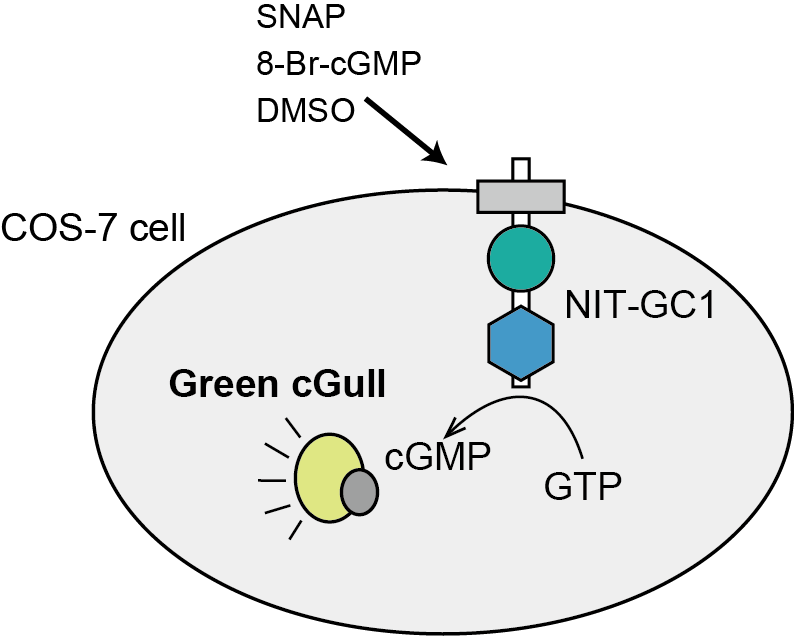 SNAP
8-Br-cGMP
DMSO
COS-7 cell
NIT-GC1
Green cGull
cGMP
GTP